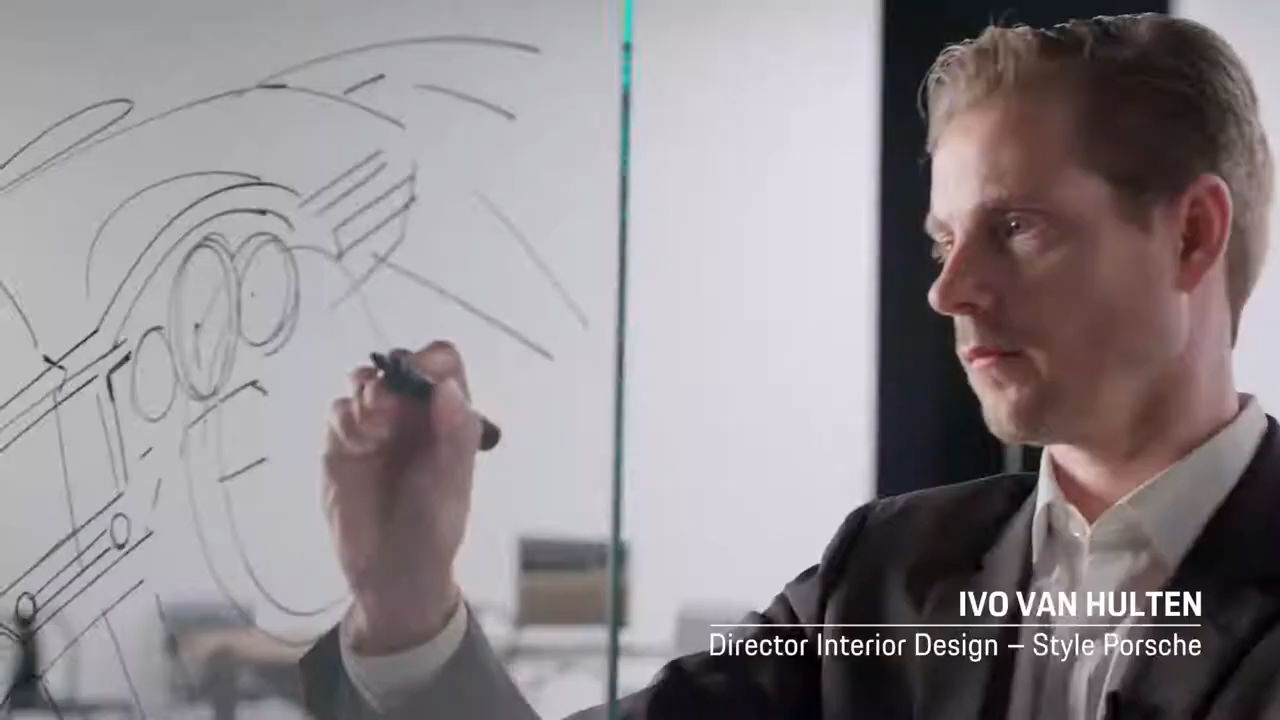 IVO VAN HULTEN
Director Interior Design – Style Porsche